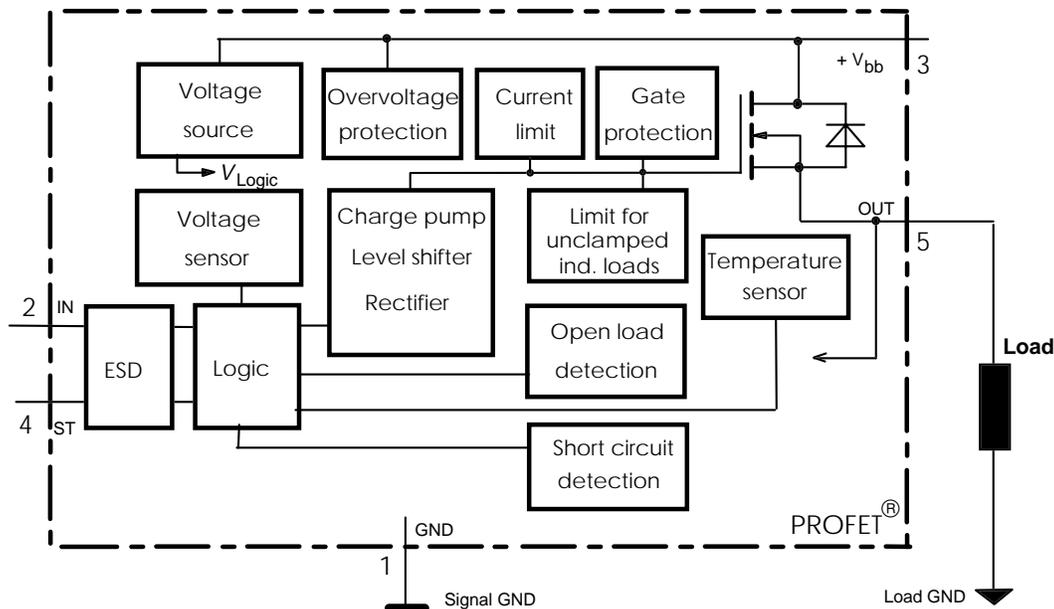 + Vbb
3
Voltage
source
Overvoltage
protection
Current
limit
Gate
protection
VLogic
Voltage
sensor
Charge pump
Level shifter
Rectifier
Limit for
unclamped
ind. loads
OUT
5
Temperature
sensor
2
IN
ESD
Logic
Open load
detection
Load
4
ST
Short circuit
detection
PROFET®
GND
1
Signal GND
Load GND